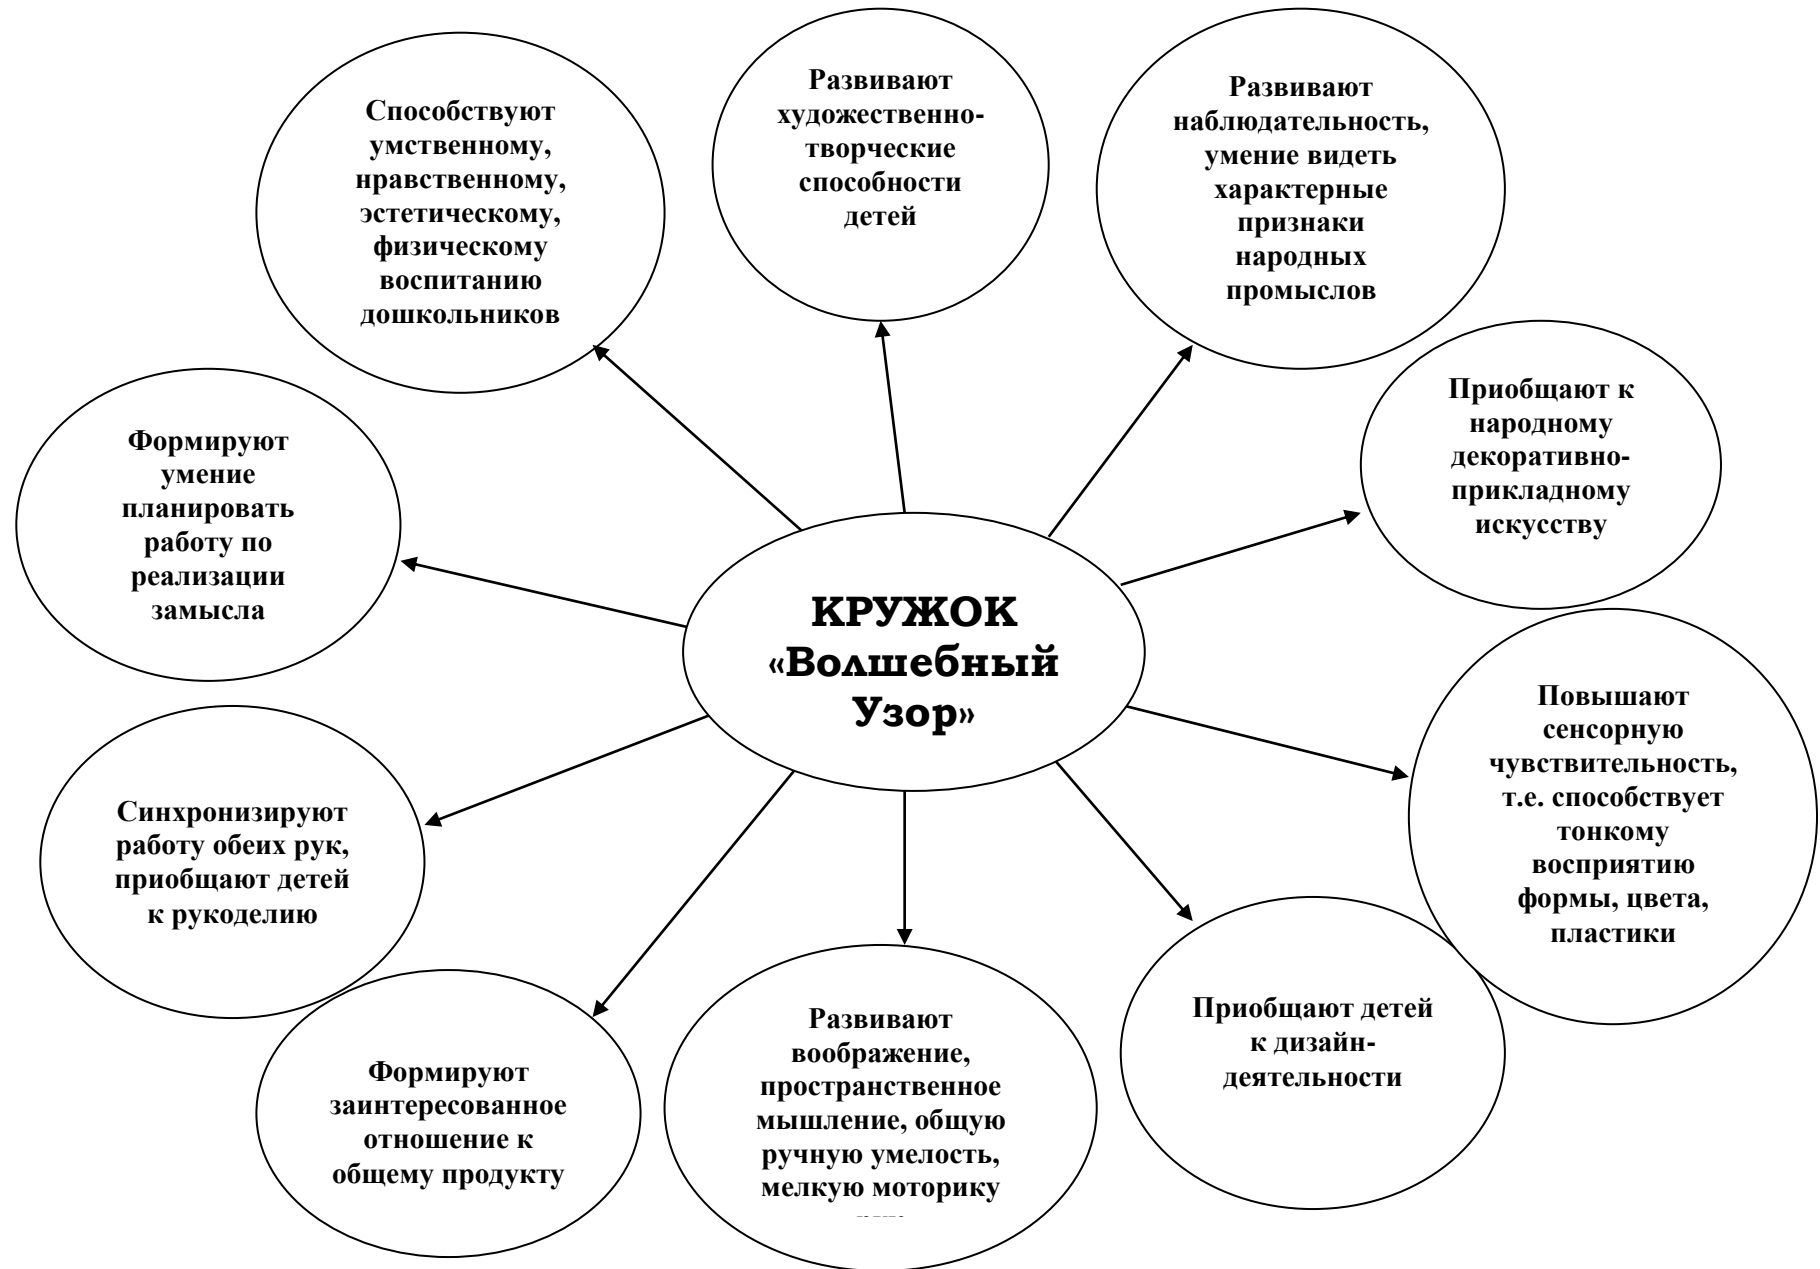 Способствуют
умственному,
нравственному,
эстетическому,
физическому
воспитанию
дошкольников
Развивают
художественно-
творческие
способности
детей
Развивают
наблюдательность,
умение видеть
характерные
признаки
народных
промыслов
Приобщают к
народному
декоративно-
прикладному
искусству
Формируют
умение
планировать
работу по
реализации
замысла
КРУЖОК
«Волшебный
Узор»
Повышают
сенсорную
чувствительность,
т.е. способствует
тонкому
восприятию
формы, цвета,
пластики
Синхронизируют
работу обеих рук,
приобщают детей
к рукоделию
Приобщают детей
к дизайн-
деятельности
Развивают
воображение,
пространственное
мышление, общую
ручную умелость,
мелкую моторику
Формируют
заинтересованное
отношение к
общему продукту